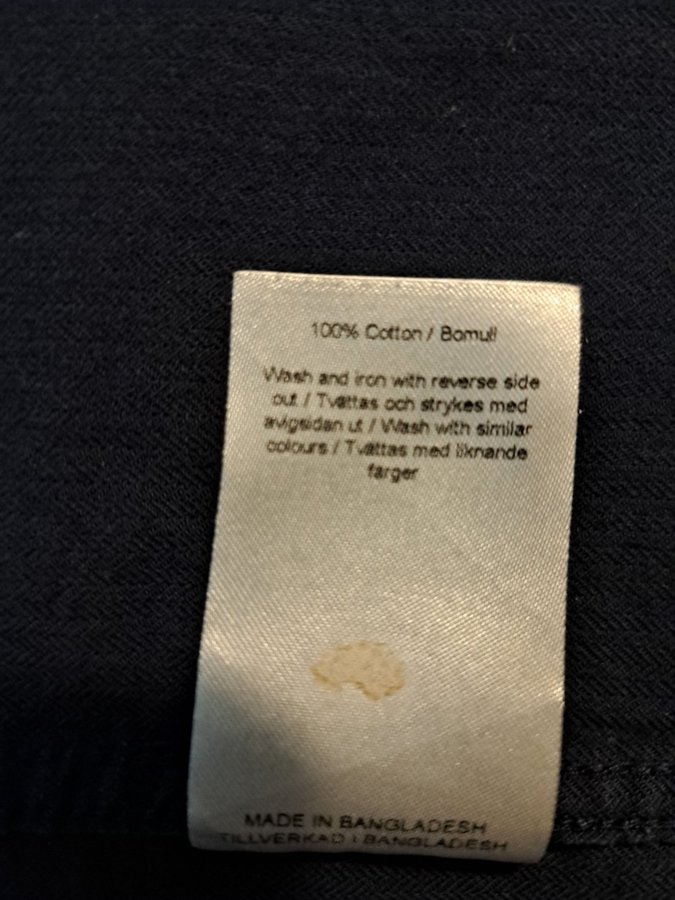 100% Cotton / Bomull
Wash and iron with reverse side
out / Tvättas och strykes med
avigsidan ut / Wash with similar
colours / Tvättas med liknande
färger
MADE IN BANGLADESH
TILLVERKAD I BANGLADESH